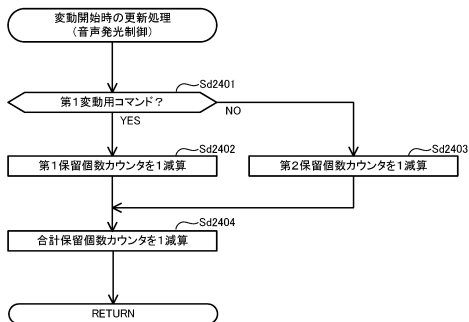 変動開始時の更新処理
（音声発光制御）
Sd2401
第1変動用コマンド？
NO
YES
Sd2402
第1保留個数カウンタを1減算
Sd2403
第2保留個数カウンタを1減算
Sd2404
合計保留個数カウンタを1減算
RETURN